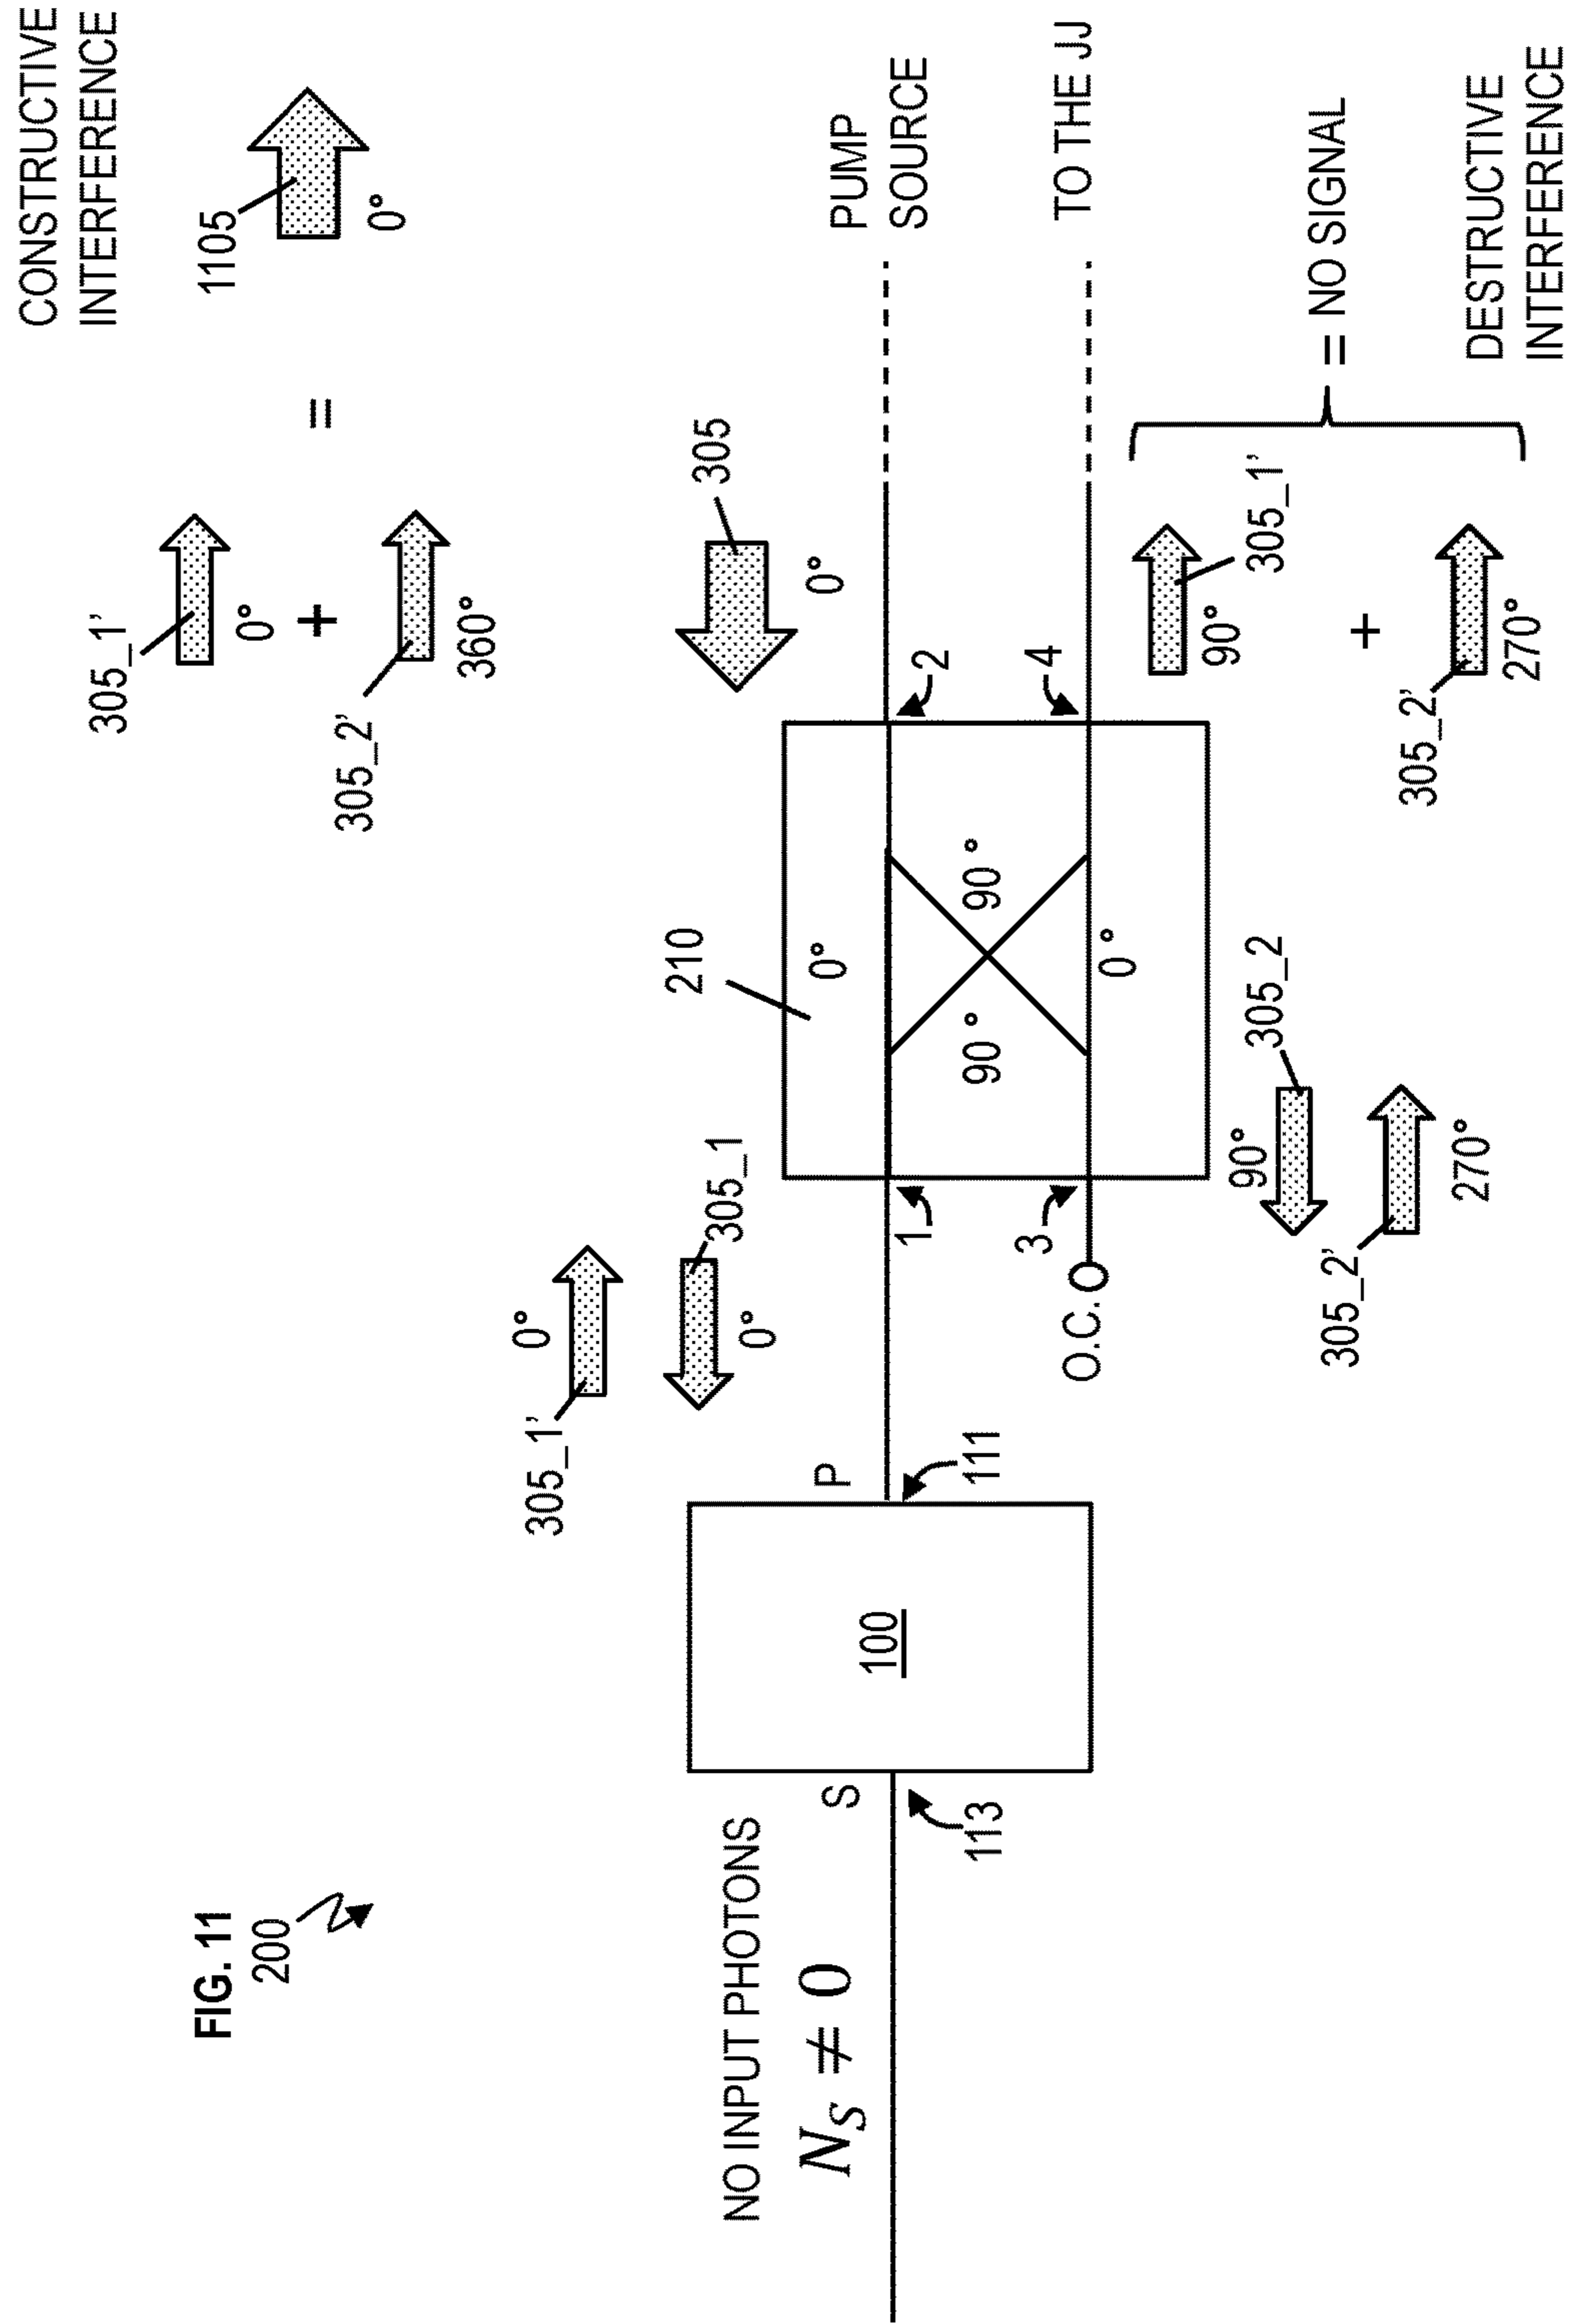 FIG. 11
200
CONSTRUCTIVE
INTERFERENCE
305_1'
0°
+
305_2'
360°
=
1105
0°
305
0°
PUMP
SOURCE
TO THE JJ
NO INPUT PHOTONS
N_S ≠ 0
S
113
100
P
111
305_1'
0°
305_1
0°
210
0°
90°
90°
0°
1
2
3
4
O.C.
90°
305_2
305_2'
270°
90°
305_1'
+
305_2'
270°
= NO SIGNAL
DESTRUCTIVE
INTERFERENCE